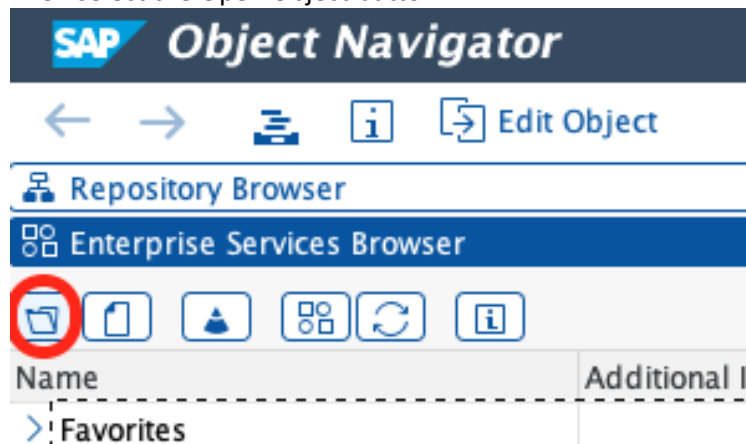 SAP Object Navigator
Edit Object
Repository Browser
Enterprise Services Browser
Name Additional
Favorites